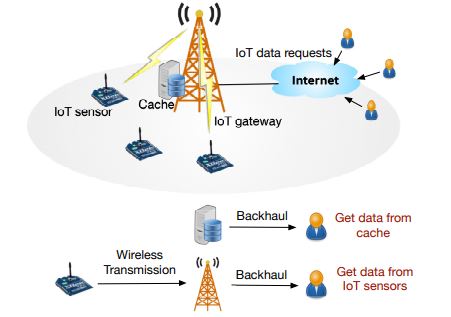 IoT data requests
Internet
Cache
IoT sensor
IoT gateway
Backhaul
Get data from
cache
Wireless
Transmission
Backhaul
Get data from
IoT sensors